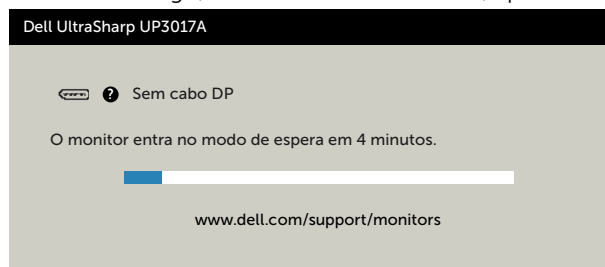 Dell UltraSharp UP3017A
? Sem cabo DP
O monitor entra no modo de espera em 4 minutos.
www.dell.com/support/monitors